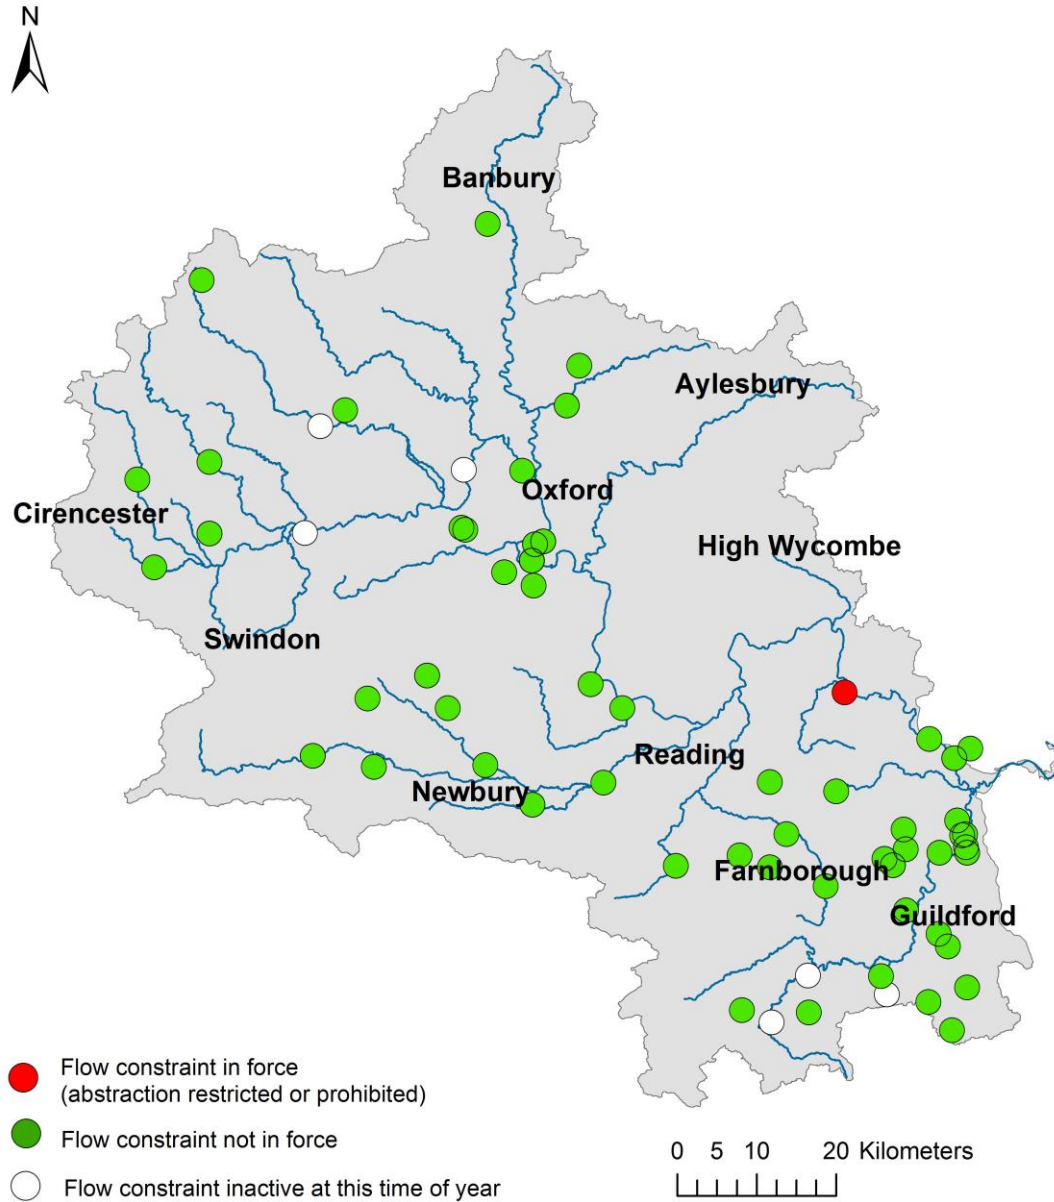 N
Banbury
Aylesbury
Oxford
Cirencester
High Wycombe
Swindon
Reading
Newbury
Farnborough
Guildford
Flow constraint in force
(abstraction restricted or prohibited)
Flow constraint not in force
Flow constraint inactive at this time of year
0 5 10 20 Kilometers